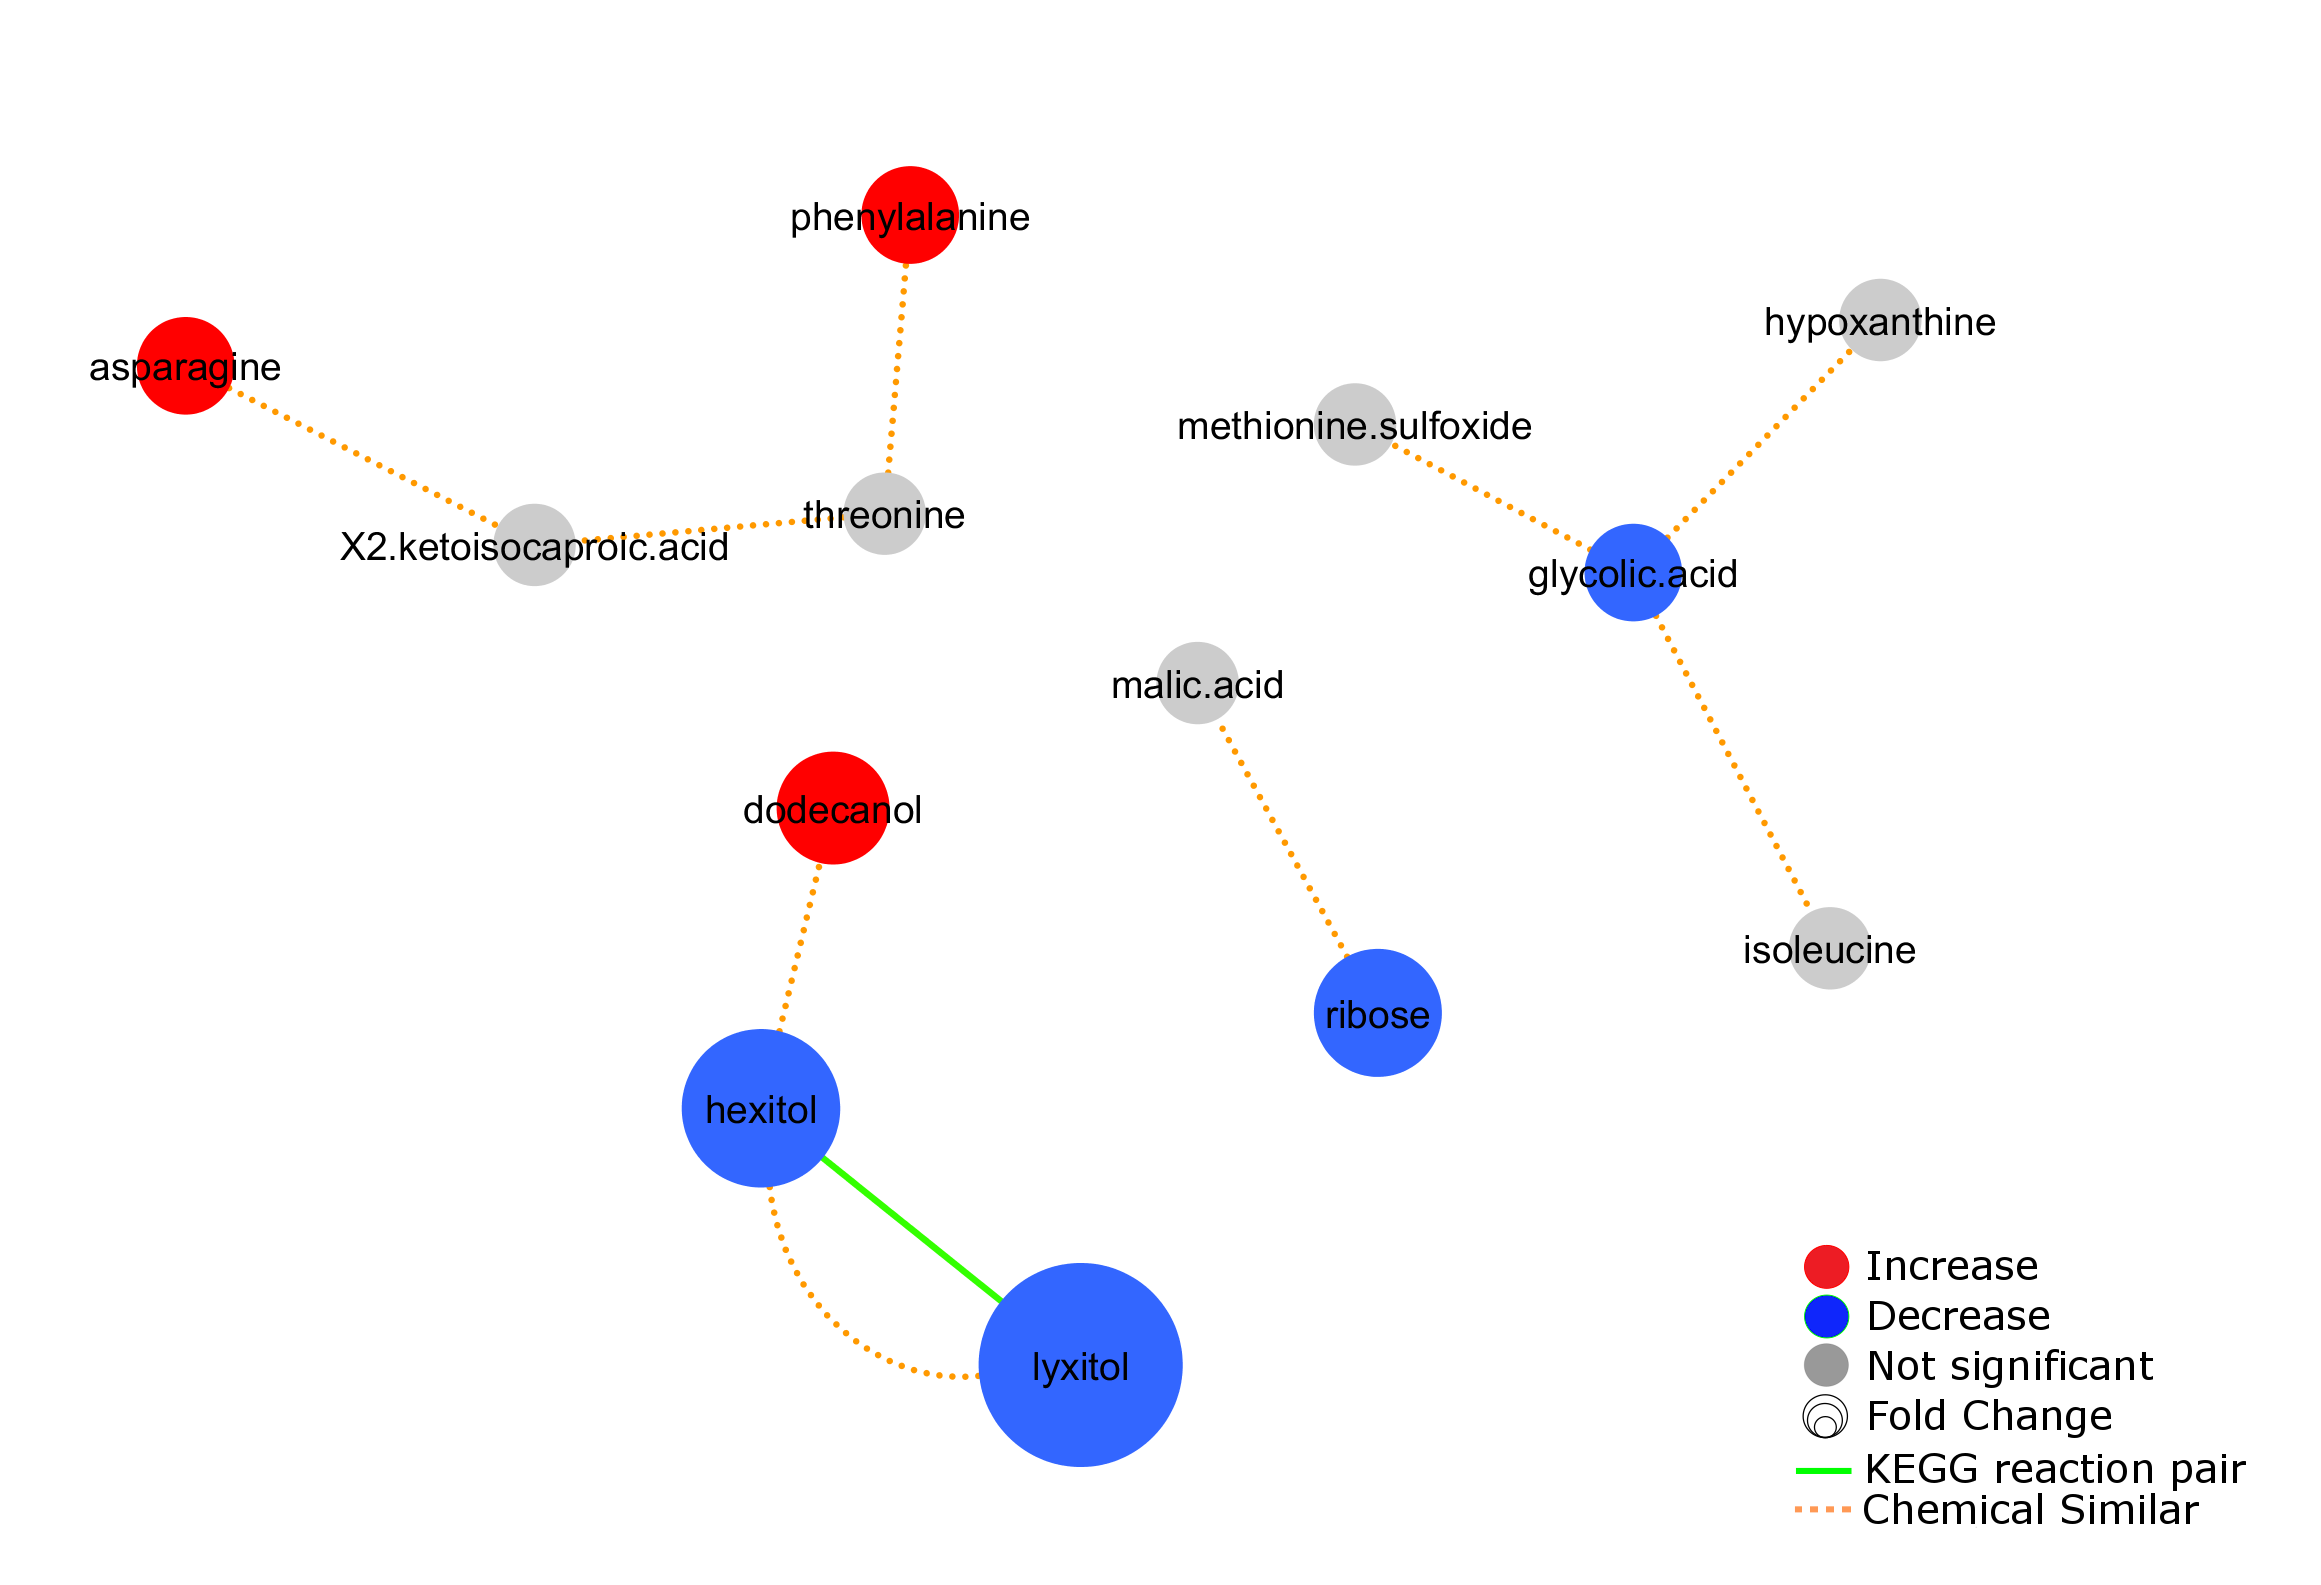 phenylalanine
hypoxanthine
asparagine
methionine.sulfoxide
threonine
X2.ketoisocaproic.acid
glycolic.acid
malic.acid
dodecanol
isoleucine
ribose
hexitol
lyxitol
Increase
Decrease
Not significant
Fold Change
KEGG reaction pair
Chemical Similar